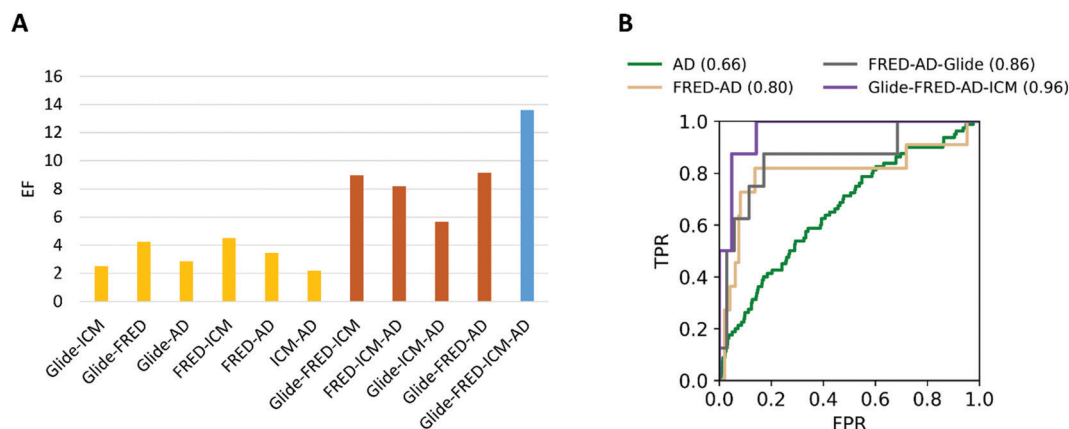 A
B
16
14
12
10
8
6
4
2
0
EF
Glide-ICM
Glide-FRED
Glide-AD
FRED-ICM
FRED-AD
ICM-AD
Glide-FRED-ICM
FRED-ICM-AD
Glide-ICM-AD
Glide-FRED-AD
Glide-FRED-ICM-AD
AD (0.66)
FRED-AD (0.80)
FRED-AD-Glide (0.86)
Glide-FRED-AD-ICM (0.96)
1.0
0.8
0.6
0.4
0.2
0.0
TPR
0.0 0.2 0.4 0.6 0.8 1.0
FPR